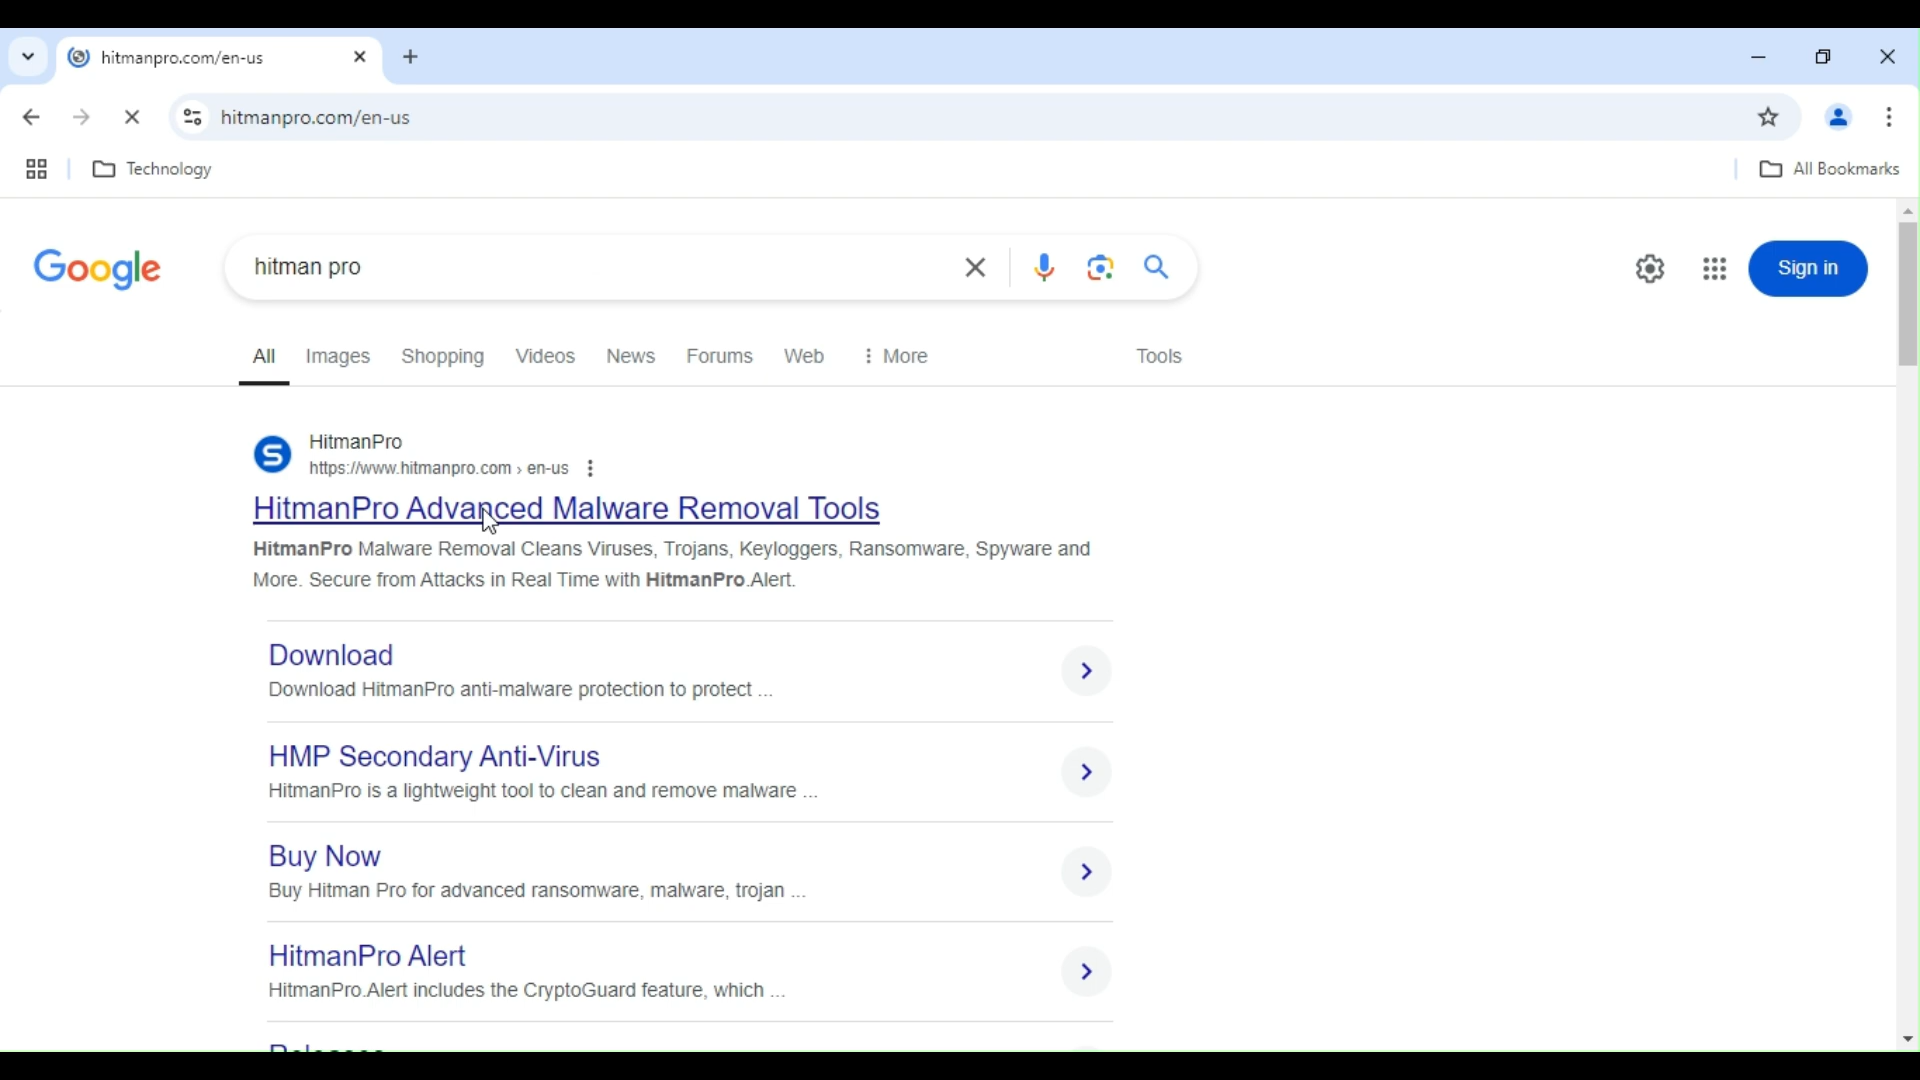 hitmanpro.com/en-us
hitmanpro.com/en-us
Technology
All Bookmarks
Google
hitman pro
Sign in
All
Images
Shopping
Videos
News
Forums
Web
More
Tools
S
HitmanPro
https://www.hitmanpro.com › en-us
HitmanPro Advanced Malware Removal Tools
HitmanPro Malware Removal Cleans Viruses, Trojans, Keyloggers, Ransomware, Spyware and
More. Secure from Attacks in Real Time with HitmanPro.Alert.
Download
Download HitmanPro anti-malware protection to protect ...
HMP Secondary Anti-Virus
HitmanPro is a lightweight tool to clean and remove malware ...
Buy Now
Buy Hitman Pro for advanced ransomware, malware, trojan ...
HitmanPro Alert
HitmanPro.Alert includes the CryptoGuard feature, which ...